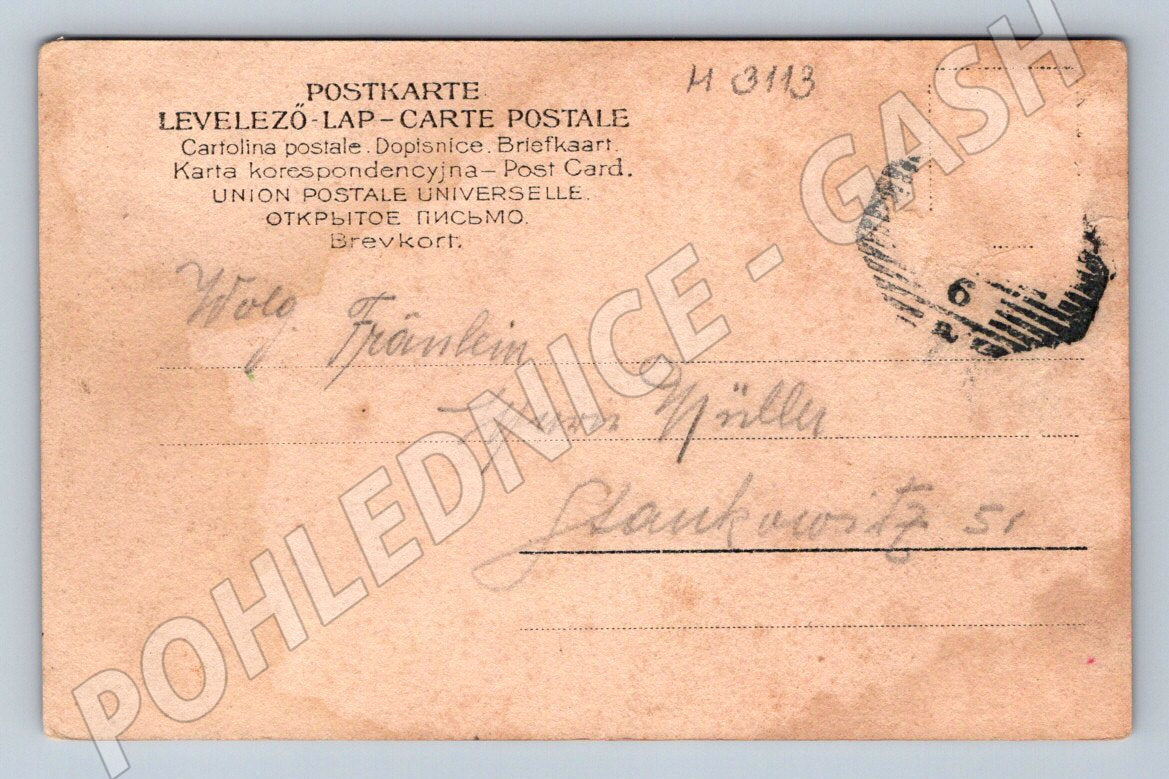 H 3113
POSTKARTE
LEVELEZŐ-LAP-CARTE POSTALE
Cartolina postale. Dopisnice. Briefkaart.
Karta korespondencyjna-Post Card.
UNION POSTALE UNIVERSELLE.
ОТКРЫТОЕ ПИСЬМО.
Brevkort.
6
Wolg. Fräulein
Müller
Stankowitz 51
POHLEDNICE - GASH